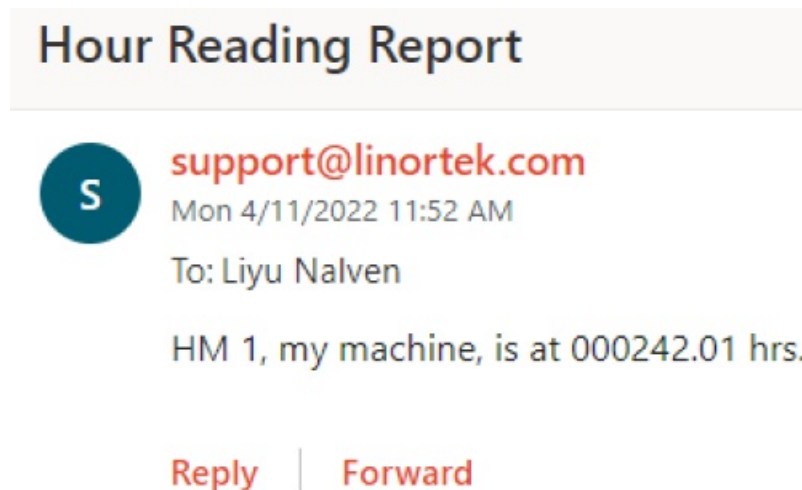 Hour Reading Report
S
support@linortek.com
Mon 4/11/2022 11:52 AM
To: Liyu Nalven
HM 1, my machine, is at 000242.01 hrs.
Reply | Forward